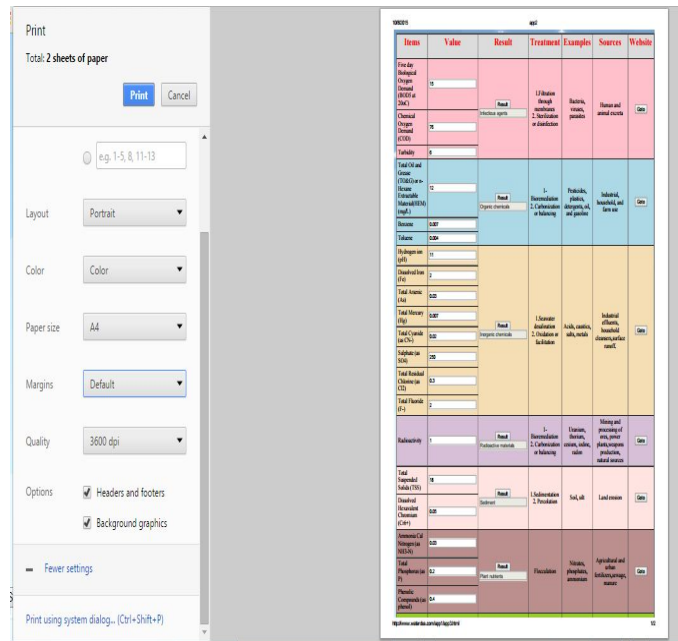 Print
Total: 2 sheets of paper
Print
Cancel
e.g. 1-5, 8, 11-13
Layout
Portrait
Color
Color
Paper size
A4
Margins
Default
Quality
3600 dpi
Options
Headers and footers
Background graphics
Fewer settings
Print using system dialog... (Ctrl+Shift+P)
app3
Items
Value
Result
Treatment
Examples
Sources
Website
Five day
Biological
Oxygen
Demand
(BOD5 at
20oC)
Chemical
Oxygen
Demand
(COD)
76
Turbidity
Result
Infectious agents
1.Filtration
through
membranes
2. Sterilization
or disinfection
Bacteria,
viruses,
parasites
Human and
animal excreta
Goto
Total Oil and
Grease
(TO&G) or n-
Hexane
Extractable
Material(HEM)
(mg/L)
12
Benzene
0.007
Toluene
0.004
Result
Organic chemicals
1-
Bioremediation
2. Carbonization
or balancing
Pesticides,
plastics,
detergents, oil,
and gasoline
Industrial,
household, and
farm use
Goto
Hydrogen ion
(pH)
11
Dissolved Iron
(Fe)
2
Total Arsenic
(As)
0.03
Total Mercury
(Hg)
0.007
Total Cyanide
(as CN-)
0.02
Sulphate (as
SO4)
250
Total Residual
Chlorine (as
Cl2)
0.3
Total Fluoride
(F-)
2
Result
Inorganic chemicals
1.Seawater
desalination
2. Oxidation or
facilitation
Acids, caustics,
salts, metals
Industrial
effluents,
household
cleansers,surface
runoff.
Goto
Radioactivity
1
Result
Radioactive materials
1-
Bioremediation
2. Carbonization
or balancing
Uranium,
thorium,
cesium, iodine,
radon
Mining and
processing of
ores, power
plants,weapons
production,
natural sources
Goto
Total
Suspended
Solids (TSS)
Dissolved
Hexavalent
Chromium
(Cr6+)
0.05
Result
Sediment
1.Sedimentation
2. Percolation
Soil, silt
Land erosion
Goto
Ammonia Cal
Nitrogen (as
NH3-N)
0.03
Total
Phosphorus (as
P)
0.2
Phenolic
Compounds (as
phenol)
0.4
Result
Plant nutrients
Flocculation
Nitrates,
phosphates,
ammonium
Agricultural and
urban
fertilizers,sewage,
manure
Goto
1/2